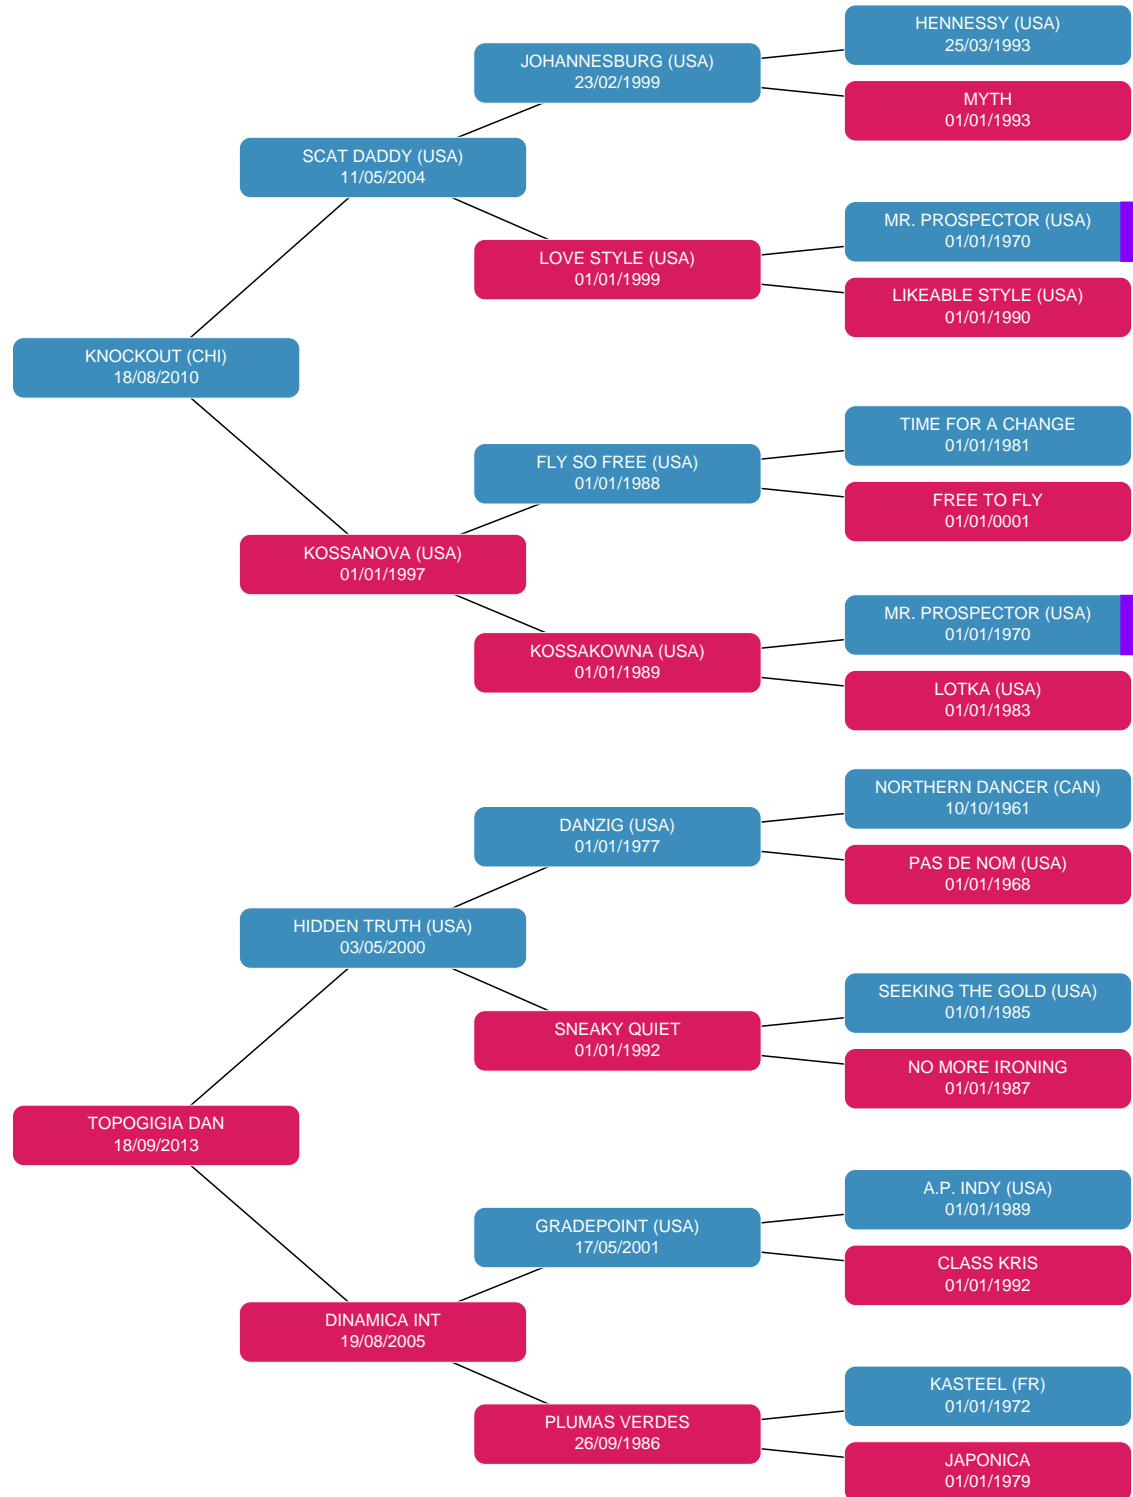 HENNESSY (USA)
25/03/1993
JOHANNESBURG (USA)
23/02/1999
MYTH
01/01/1993
SCAT DADDY (USA)
11/05/2004
MR. PROSPECTOR (USA)
01/01/1970
LOVE STYLE (USA)
01/01/1999
LIKEABLE STYLE (USA)
01/01/1990
KNOCKOUT (CHI)
18/08/2010
TIME FOR A CHANGE
01/01/1981
FLY SO FREE (USA)
01/01/1988
FREE TO FLY
01/01/0001
KOSSANOVA (USA)
01/01/1997
MR. PROSPECTOR (USA)
01/01/1970
KOSSAKOWNA (USA)
01/01/1989
LOTKA (USA)
01/01/1983
NORTHERN DANCER (CAN)
10/10/1961
DANZIG (USA)
01/01/1977
PAS DE NOM (USA)
01/01/1968
HIDDEN TRUTH (USA)
03/05/2000
SEEKING THE GOLD (USA)
01/01/1985
SNEAKY QUIET
01/01/1992
NO MORE IRONING
01/01/1987
TOPOGIGIA DAN
18/09/2013
A.P. INDY (USA)
01/01/1989
GRADEPOINT (USA)
17/05/2001
CLASS KRIS
01/01/1992
DINAMICA INT
19/08/2005
KASTEEL (FR)
01/01/1972
PLUMAS VERDES
26/09/1986
JAPONICA
01/01/1979